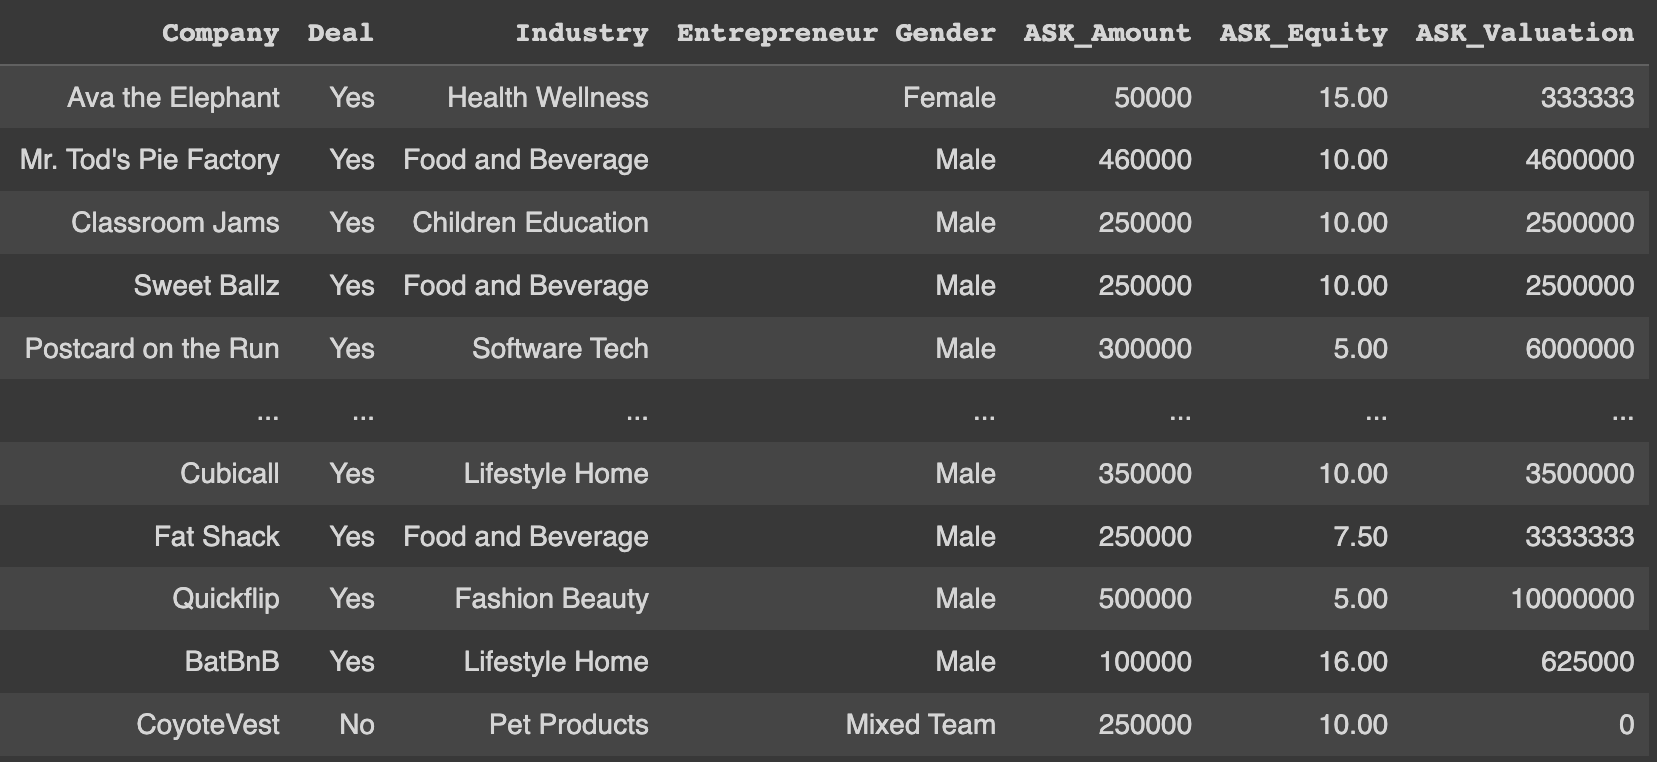 Company Deal Industry Entrepreneur Gender ASK_Amount ASK_Equity ASK_Valuation
Ava the Elephant Yes Health Wellness Female 50000 15.00 333333
Mr. Tod's Pie Factory Yes Food and Beverage Male 460000 10.00 4600000
Classroom Jams Yes Children Education Male 250000 10.00 2500000
Sweet Ballz Yes Food and Beverage Male 250000 10.00 2500000
Postcard on the Run Yes Software Tech Male 300000 5.00 6000000
... ... ... ... ... ... ...
Cubicall Yes Lifestyle Home Male 350000 10.00 3500000
Fat Shack Yes Food and Beverage Male 250000 7.50 3333333
Quickflip Yes Fashion Beauty Male 500000 5.00 10000000
BatBnB Yes Lifestyle Home Male 100000 16.00 625000
CoyoteVest No Pet Products Mixed Team 250000 10.00 0